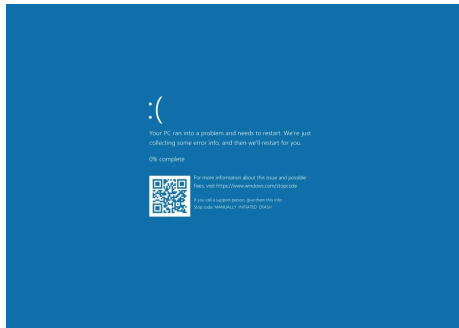 :(
Your PC ran into a problem and needs to restart. We're just
collecting some error info, and then we'll restart for you.
0% complete
For more information about this issue and possible
fixes, visit https://www.windows.com/stopcode
If you call a support person, give them this info:
Stop code: MANUALLY INITIATED CRASH